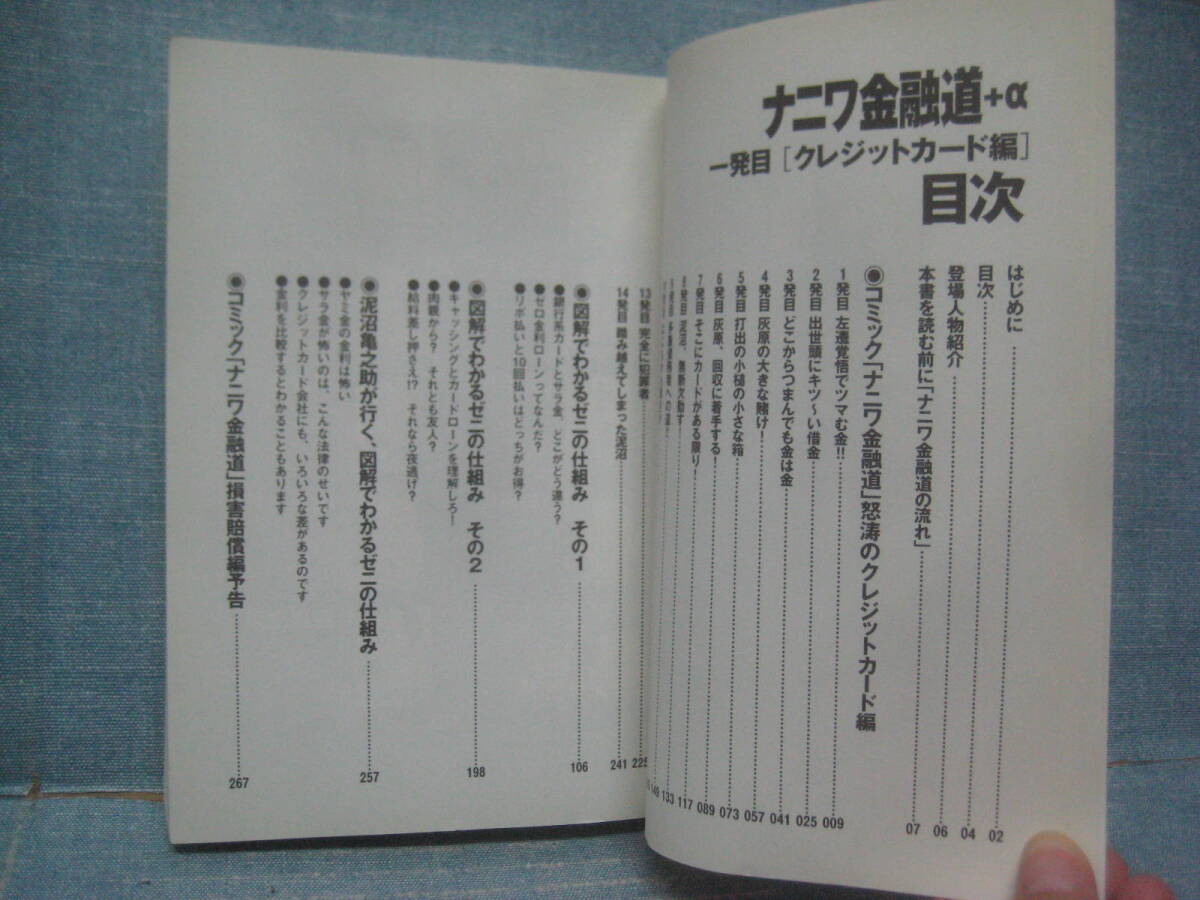 ナニワ金融道+α
一発目［クレジットカード編］
目次
はじめに 02
目次 04
登場人物紹介 06
本書を読む前に「ナニワ金融道の流れ」 07
◉コミック「ナニワ金融道」怒涛のクレジットカード編
1発目 左遷覚悟でツマむ金!! 009
2発目 出世頭にキツ〜い借金 025
3発目 どこからつまんでも金は金 041
4発目 灰原の大きな賭け! 057
5発目 打出の小槌の小さな箱 073
6発目 灰原、回収に着手する! 089
7発目 そこにカードがある限り! 117
8発目 泥沼、無断欠勤す 133
149
13発目 完全に犯罪者 225
14発目 踏み越えてしまった泥沼 241
◉図解でわかるゼニの仕組み その1 106
●銀行系カードとサラ金、どこがどう違う?
●ゼロ金利ローンってなんだ?
●リボ払いと10回払いはどっちがお得?
◉図解でわかるゼニの仕組み その2 198
●キャッシングとカードローンを理解しろ!
●肉親から? それとも友人?
●給料差し押さえ!? それなら夜逃げ?
◉泥沼亀之助が行く、図解でわかるゼニの仕組み 257
●ヤミ金の金利は怖い
●サラ金が怖いのは、こんな法律のせいです
●クレジットカード会社にも、いろいろな差があるのです
●金利を比較するとわかることもあります
◉コミック「ナニワ金融道」損害賠償編予告 267